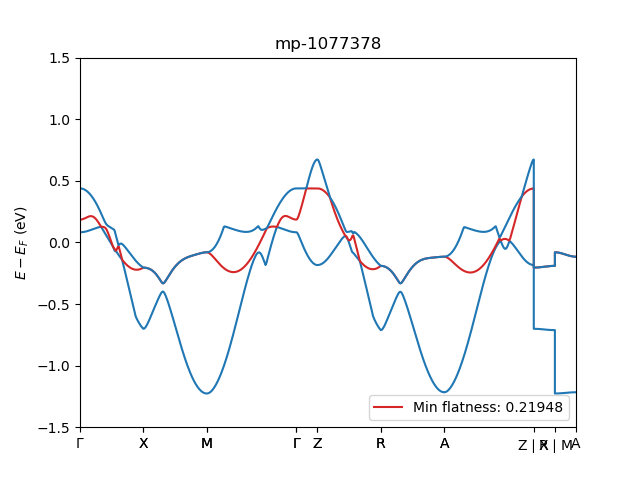 mp-1077378
E − E_F (eV)
1.5
1.0
0.5
0.0
−0.5
−1.0
−1.5
Min flatness: 0.21948
Γ X M Γ Z R A Z | X R | M A